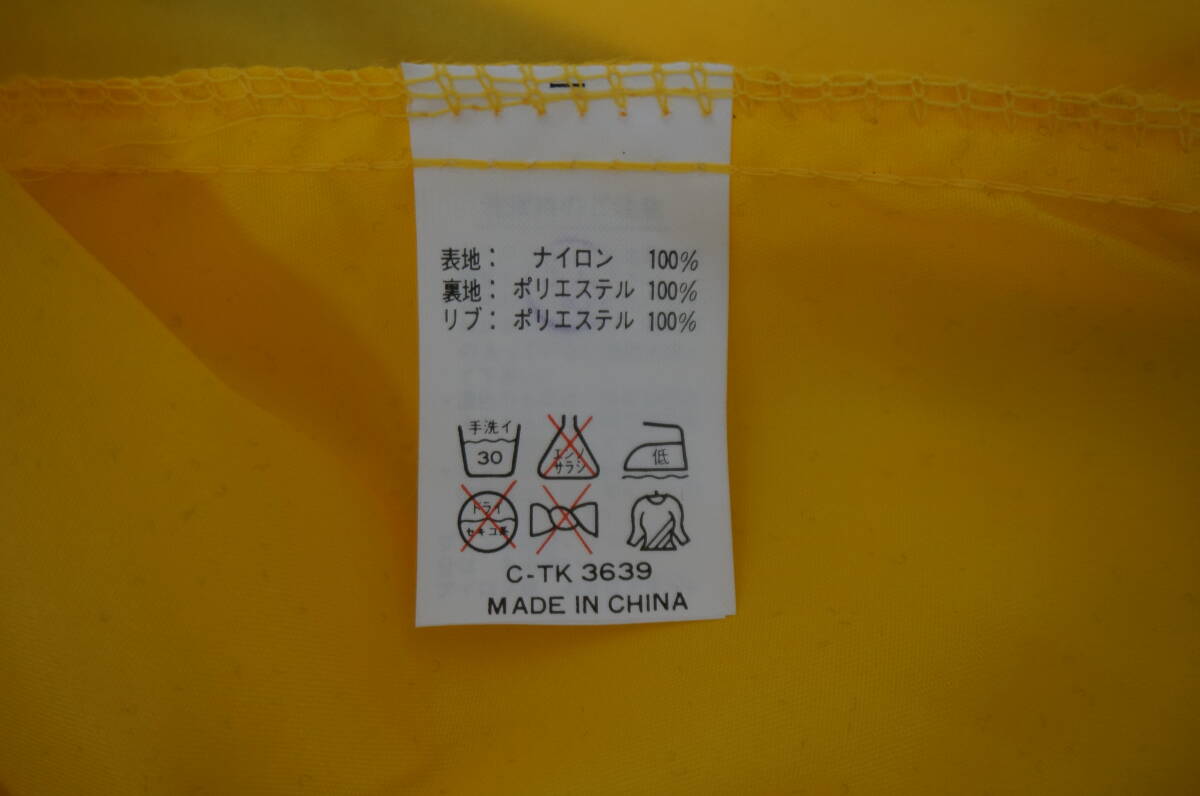 表地： ナイロン 100%
裏地： ポリエステル 100%
リブ： ポリエステル 100%
手洗イ
30
エンソ
サラシ
低
ドライ
セキユ系
C-TK 3639
MADE IN CHINA